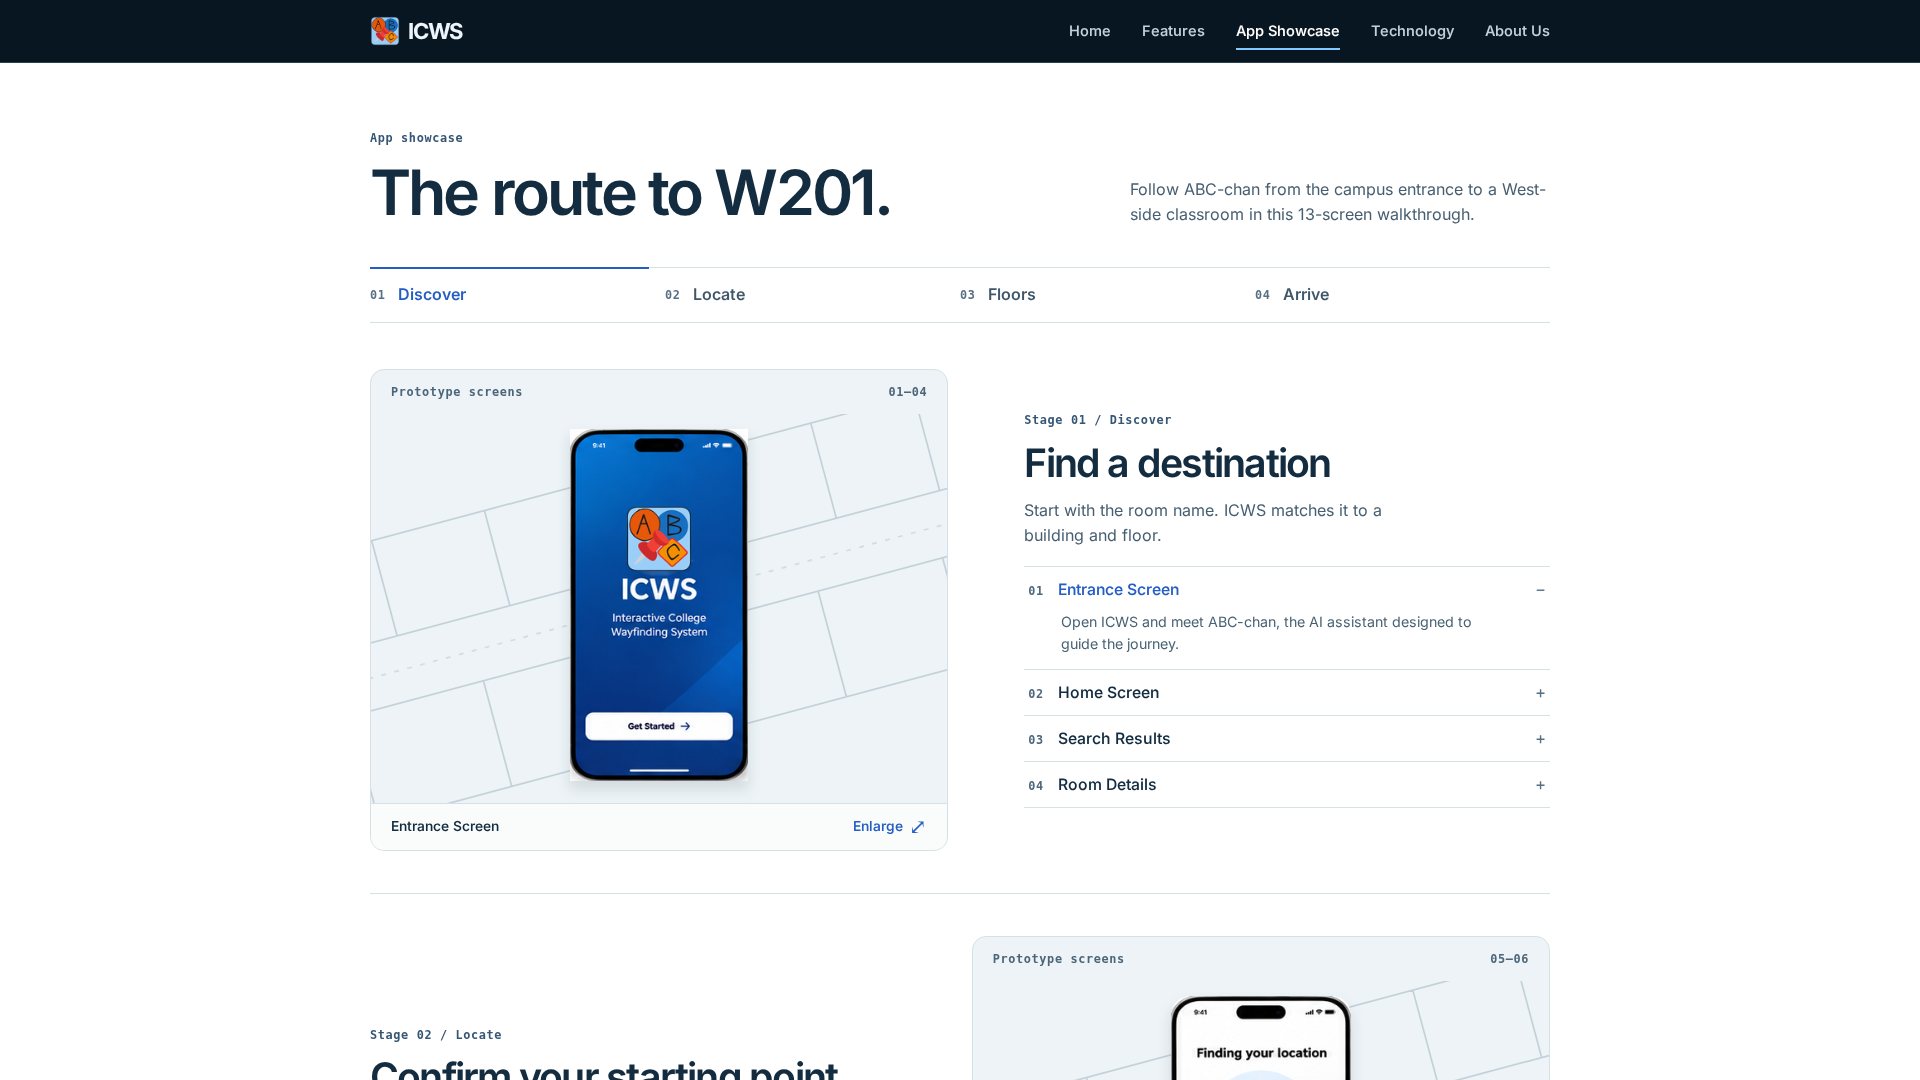 A B C ICWS
Home
Features
App Showcase
Technology
About Us
App showcase
The route to W201.
Follow ABC-chan from the campus entrance to a West-
side classroom in this 13-screen walkthrough.
01 Discover
02 Locate
03 Floors
04 Arrive
Prototype screens
01—04
9:41
A B C
ICWS
Interactive College
Wayfinding System
Get Started →
Entrance Screen
Enlarge
Stage 01 / Discover
Find a destination
Start with the room name. ICWS matches it to a
building and floor.
01 Entrance Screen −
Open ICWS and meet ABC-chan, the AI assistant designed to
guide the journey.
02 Home Screen +
03 Search Results +
04 Room Details +
Stage 02 / Locate
Confirm your starting point
Prototype screens
05—06
9:41
Finding your location